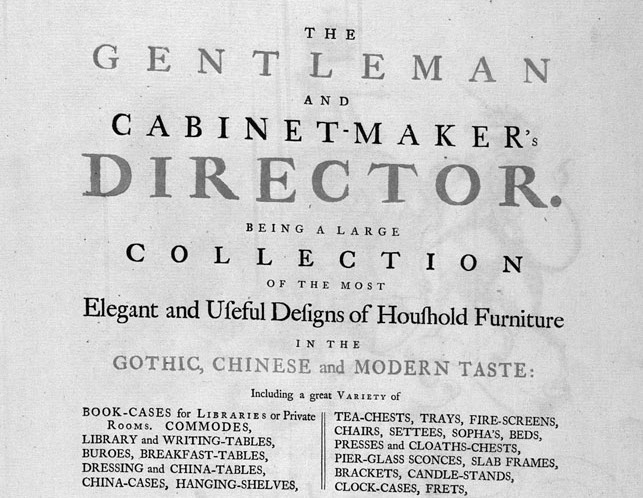 THE
GENTLEMAN
AND
CABINET-MAKER's
DIRECTOR.
BEING A LARGE
COLLECTION
OF THE MOST
Elegant and Uſeful Deſigns of Houſhold Furniture
IN THE
GOTHIC, CHINESE and MODERN TASTE:
Including a great VARIETY of
BOOK-CASES for LIBRARIES or Private
ROOMS. COMMODES,
LIBRARY and WRITING-TABLES,
BUROES, BREAKFAST-TABLES,
DRESSING and CHINA-TABLES,
CHINA-CASES, HANGING-SHELVES,
TEA-CHESTS, TRAYS, FIRE-SCREENS,
CHAIRS, SETTEES, SOPHA's, BEDS,
PRESSES and CLOATHS-CHESTS,
PIER-GLASS SCONCES, SLAB FRAMES,
BRACKETS, CANDLE-STANDS,
CLOCK-CASES, FRETS,